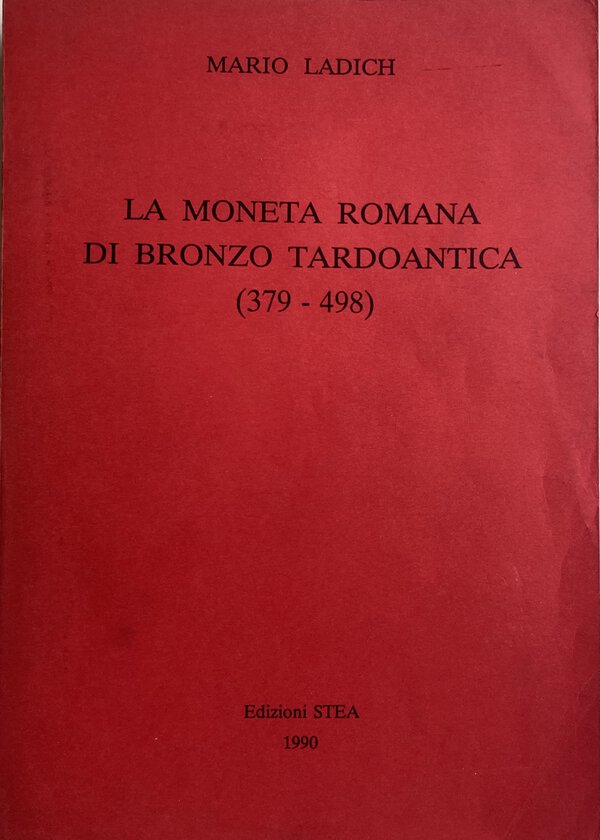 MARIO LADICH
LA MONETA ROMANA
DI BRONZO TARDOANTICA
(379 - 498)
Edizioni STEA
1990